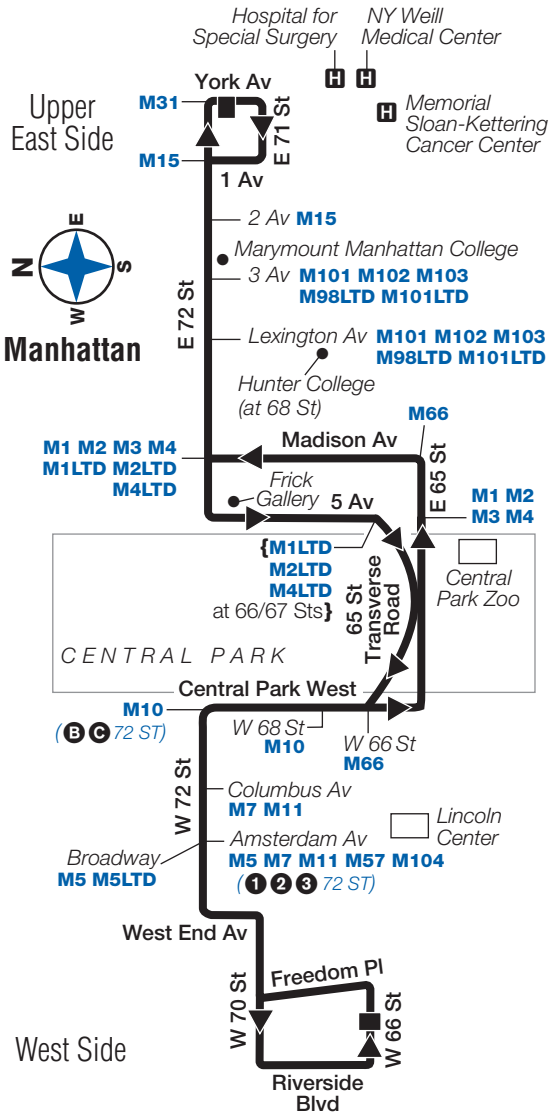 Hospital for
Special Surgery
NY Weill
Medical Center
H
H
H
Memorial
Sloan-Kettering
Cancer Center
Upper
East Side
York Av
M31
E 71 St
M15
1 Av
2 Av M15
Marymount Manhattan College
3 Av M101 M102 M103
M98LTD M101LTD
E
N
S
W
Manhattan
E 72 St
Lexington Av M101 M102 M103
M98LTD M101LTD
Hunter College
(at 68 St)
M66
Madison Av
M1 M2 M3 M4
M1LTD M2LTD
M4LTD
E 65 St
Frick
Gallery
5 Av
M1 M2
M3 M4
{M1LTD
M2LTD
M4LTD
at 66/67 Sts}
65 St
Transverse
Road
Central
Park Zoo
CENTRAL PARK
Central Park West
M10
(B C 72 ST)
W 68 St
M10
W 66 St
M66
W 72 St
Columbus Av
M7 M11
Lincoln
Center
Amsterdam Av
M5 M7 M11 M57 M104
(1 2 3 72 ST)
Broadway
M5 M5LTD
West End Av
Freedom Pl
W 70 St
W 66 St
West Side
Riverside
Blvd